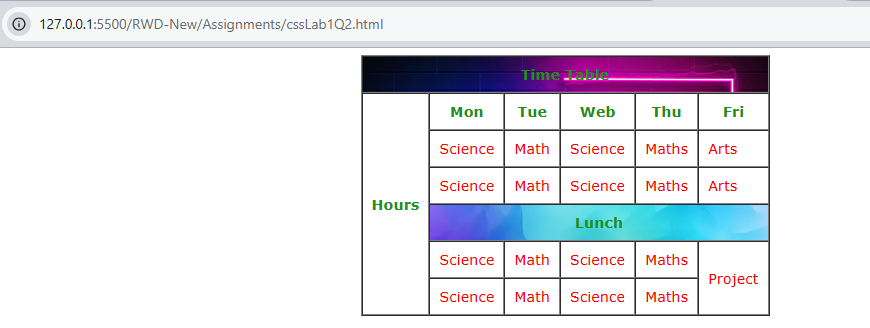 127.0.0.1:5500/RWD-New/Assignments/cssLab1Q2.html
Time Table
Hours Mon Tue Web Thu Fri
Science Math Science Maths Arts
Science Math Science Maths Arts
Lunch
Science Math Science Maths Project
Science Math Science Maths